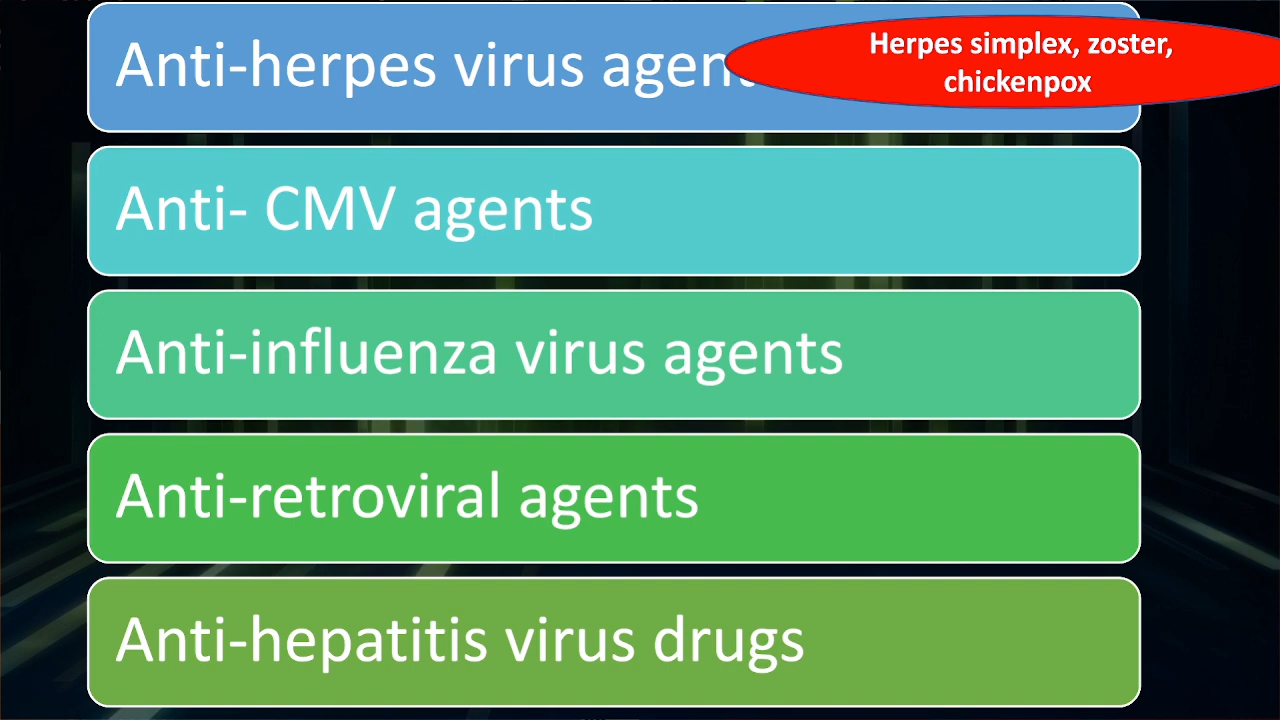 Anti-herpes virus agent
Herpes simplex, zoster,
chickenpox
Anti- CMV agents
Anti-influenza virus agents
Anti-retroviral agents
Anti-hepatitis virus drugs